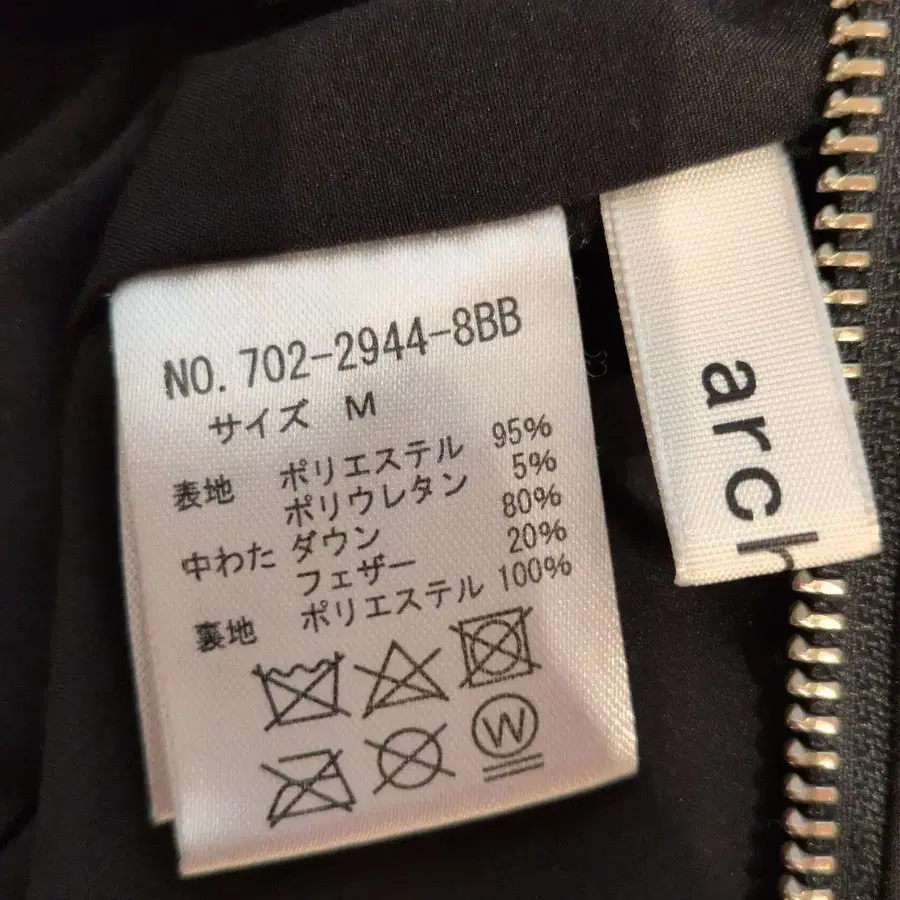 NO. 702-2944-8BB
サイズ M
表地 ポリエステル 95%
ポリウレタン 5%
中わた ダウン 80%
フェザー 20%
裏地 ポリエステル 100%
W
arch